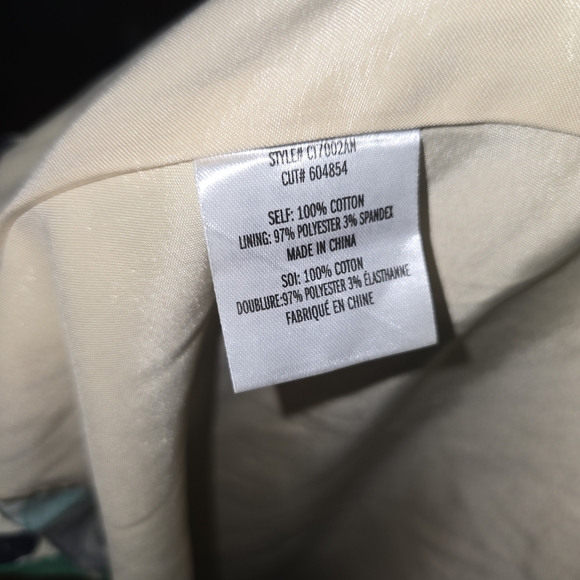 STYLE# C17002AM
CUT# 604854
SELF: 100% COTTON
LINING: 97% POLYESTER 3% SPANDEX
MADE IN CHINA
SOI: 100% COTON
DOUBLURE:97% POLYESTER 3% ÉLASTHANNE
FABRIQUÉ EN CHINE